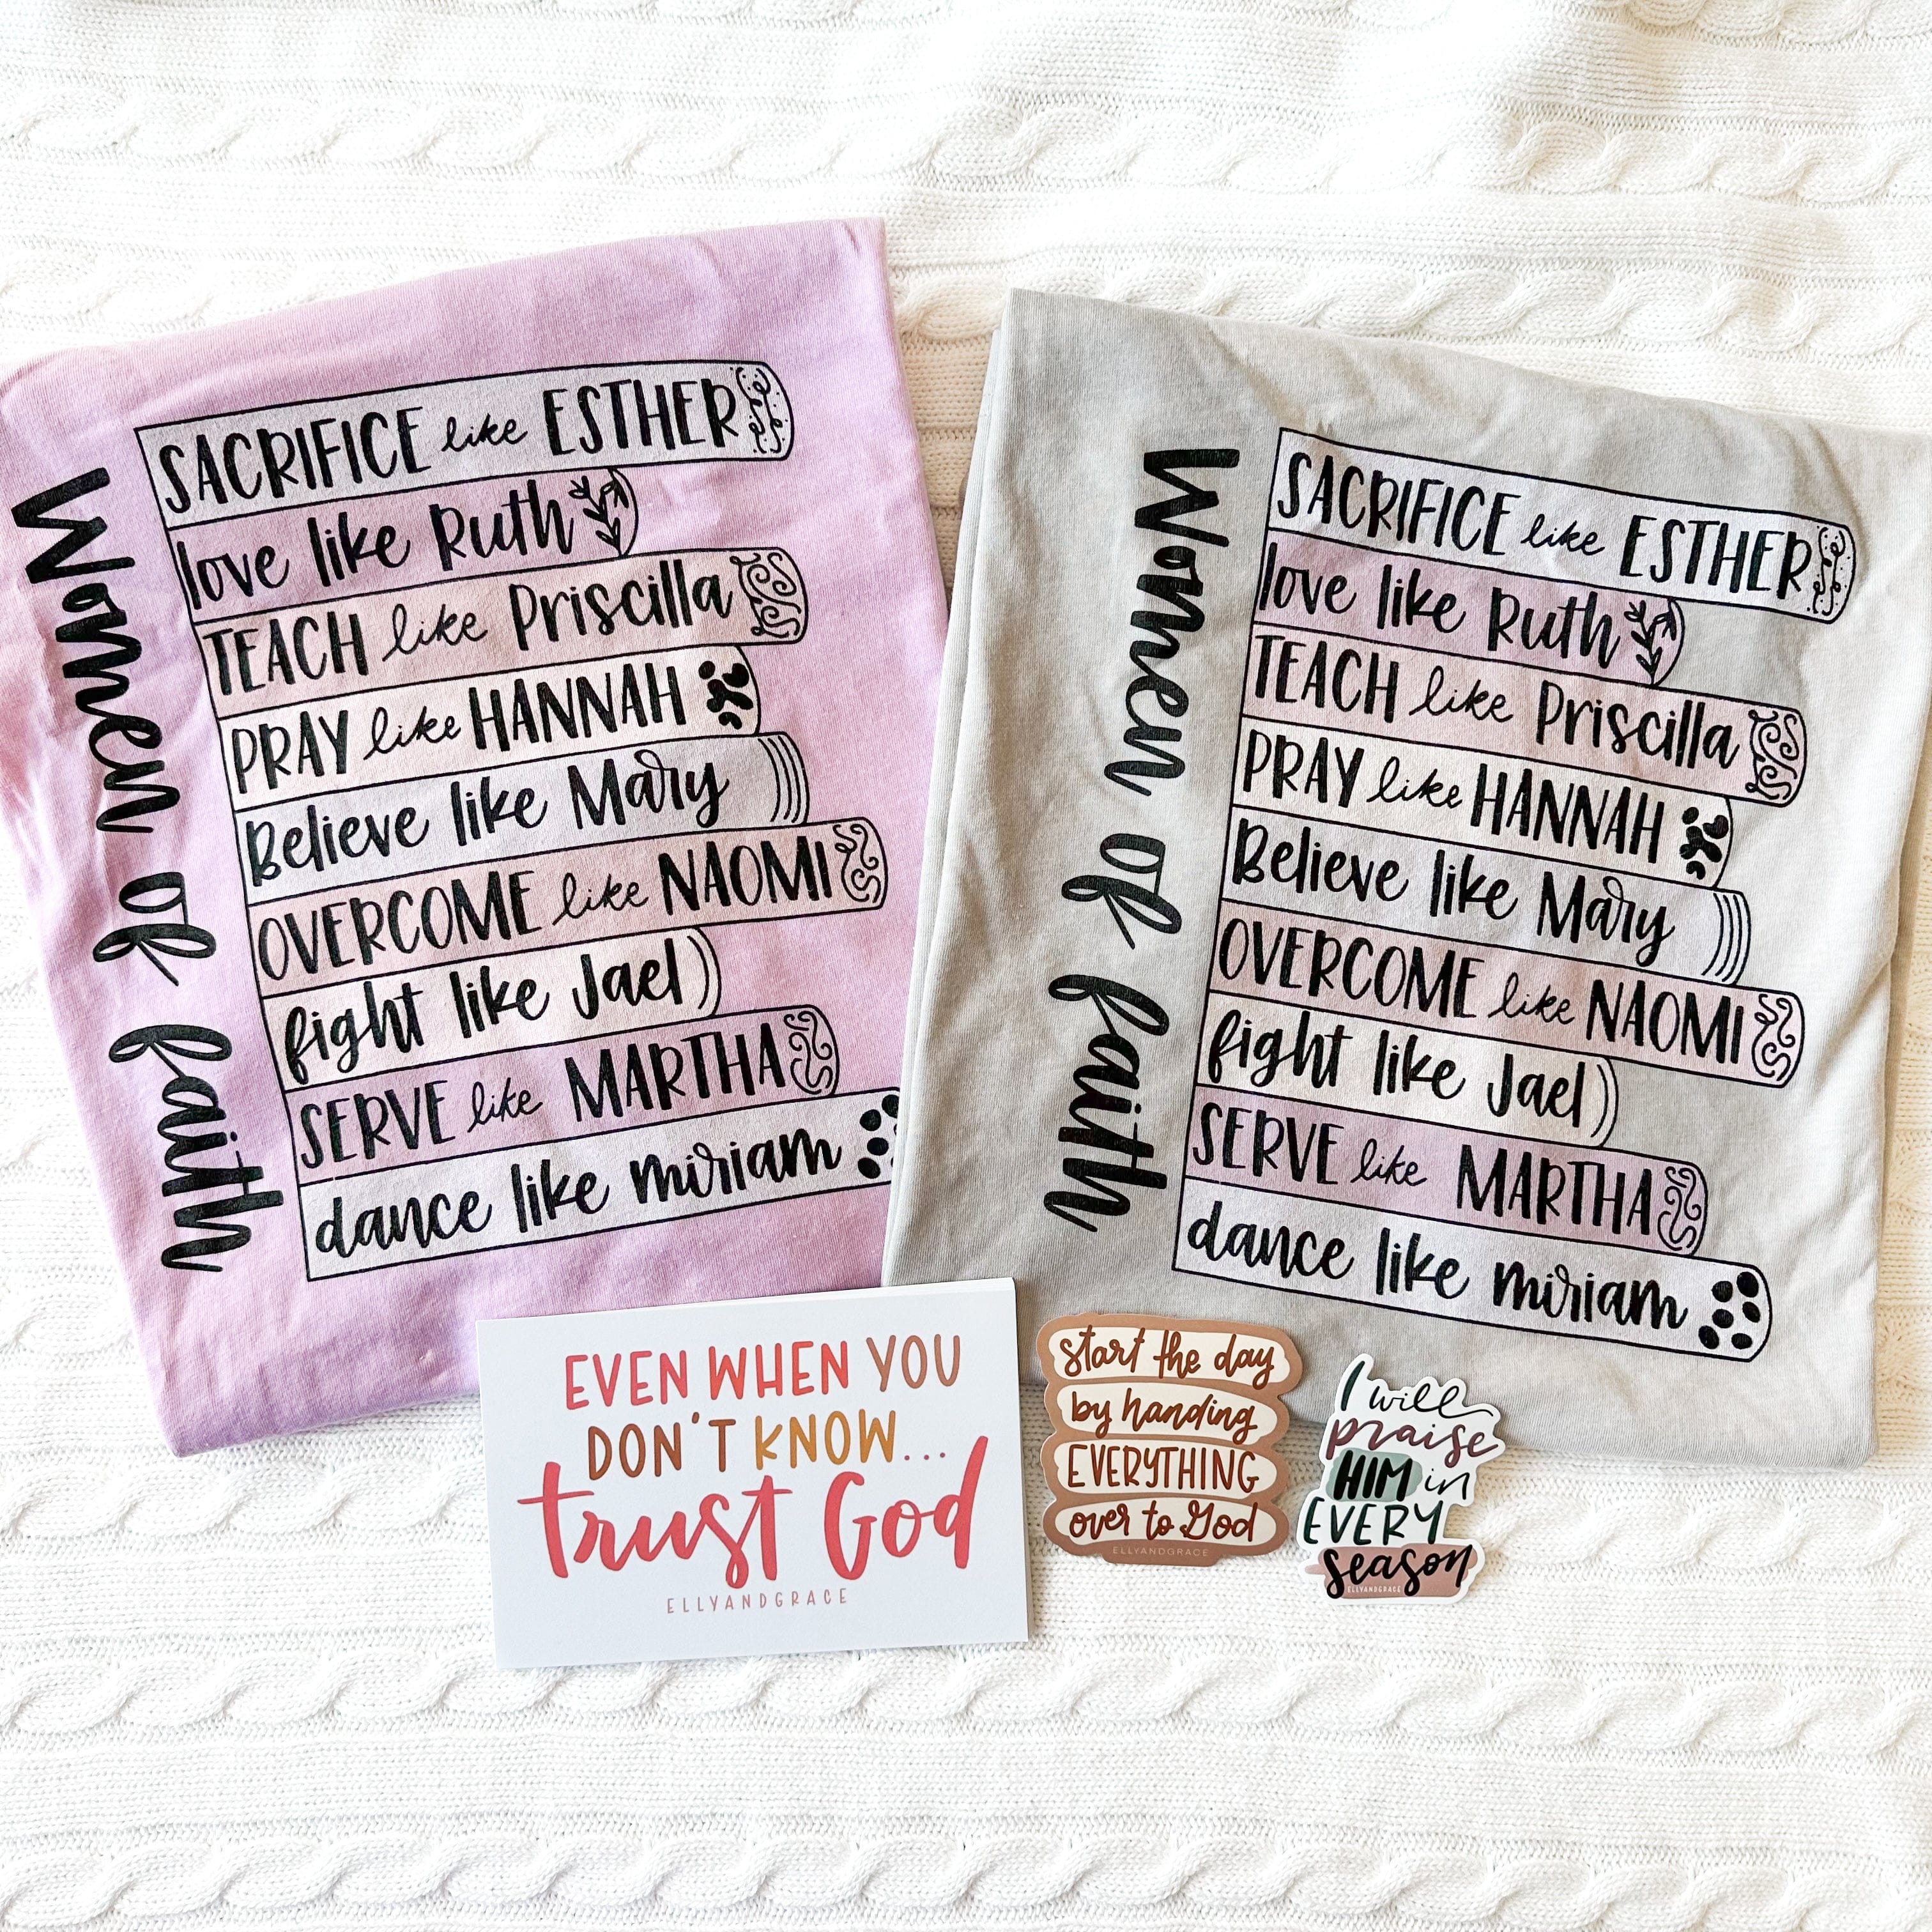 Women of faith
SACRIFICE like ESTHER
love like Ruth
TEACH like Priscilla
PRAY like HANNAH
Believe like Mary
OVERCOME like NAOMI
fight like Jael
SERVE like MARTHA
dance like miriam
Women of faith
SACRIFICE like ESTHER
love like Ruth
TEACH like Priscilla
PRAY like HANNAH
Believe like Mary
OVERCOME like NAOMI
fight like Jael
SERVE like MARTHA
dance like miriam
EVEN WHEN YOU
DON'T KNOW...
trust God
ELLYANDGRACE
start the day
by handing
EVERYTHING
over to God
ELLYANDGRACE
I will
praise
HIM in
EVERY
season
ELLYANDGRACE